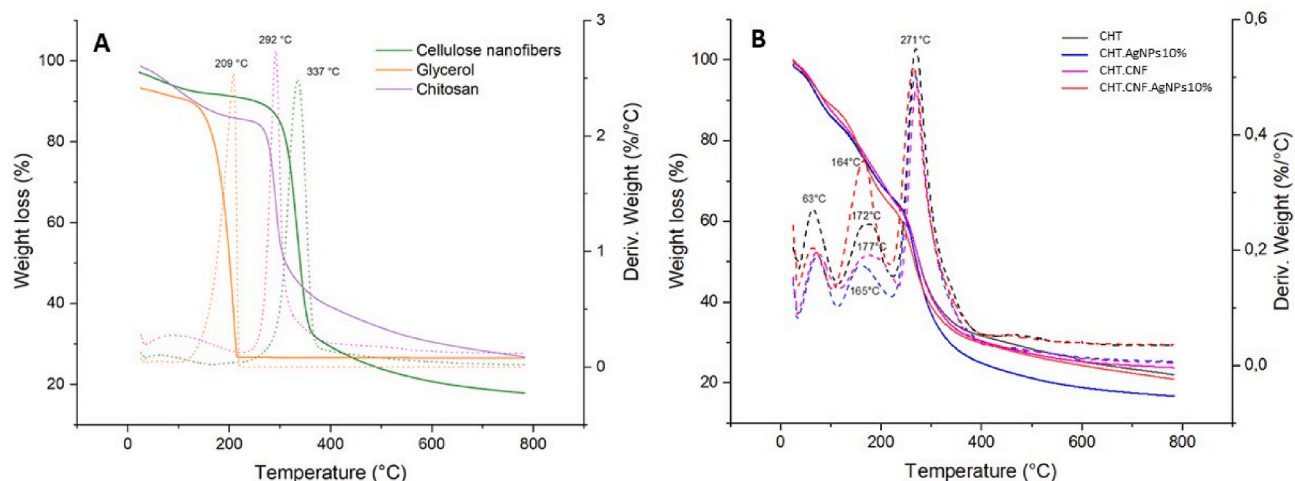 A
209 °C
292 °C
337 °C
Cellulose nanofibers
Glycerol
Chitosan
100
80
60
40
20
3
2
1
0
Weight loss (%)
Deriv. Weight (%/°C)
0
200
400
600
800
Temperature (°C)
B
271°C
CHT
CHT.AgNPs10%
CHT.CNF
CHT.CNF.AgNPs10%
164°C
63°C
172°C
177°C
165°C
100
80
60
40
20
0,6
0,4
0,2
0,0
Weight loss (%)
Deriv. Weight (%/°C)
0
200
400
600
800
Temperature (°C)